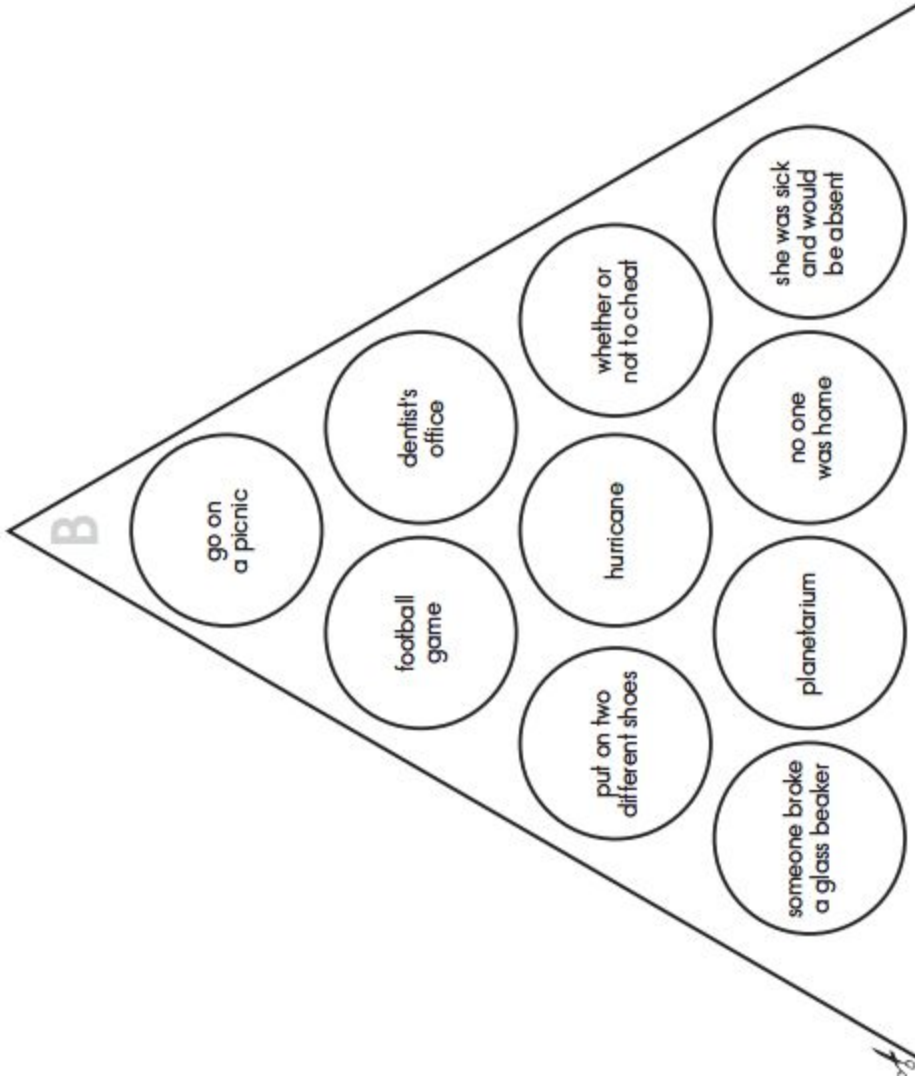 B
go on
a picnic
football
game
dentist's
office
put on two
different shoes
hurricane
whether or
not to cheat
someone broke
a glass beaker
planetarium
no one
was home
she was sick
and would
be absent